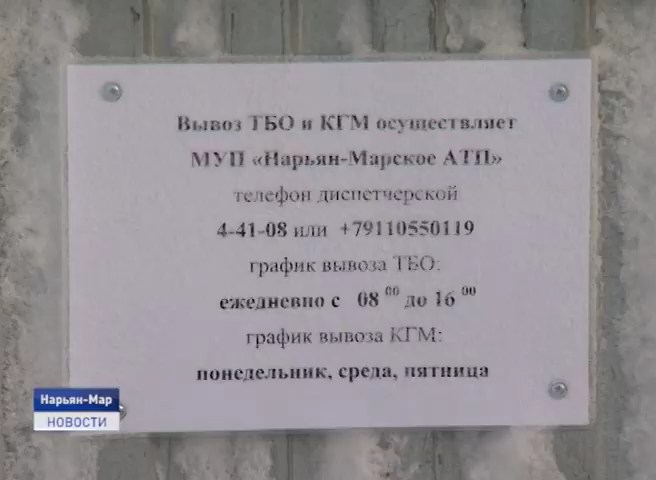 Вывоз ТБО и КГМ осуществляет
МУП «Нарьян-Марское АТП»
телефон диспетчерской
4-41-08 или +79110550119
график вывоза ТБО:
ежедневно с 08 00 до 16 00
график вывоза КГМ:
понедельник, среда, пятница
Нарьян-Мар
НОВОСТИ